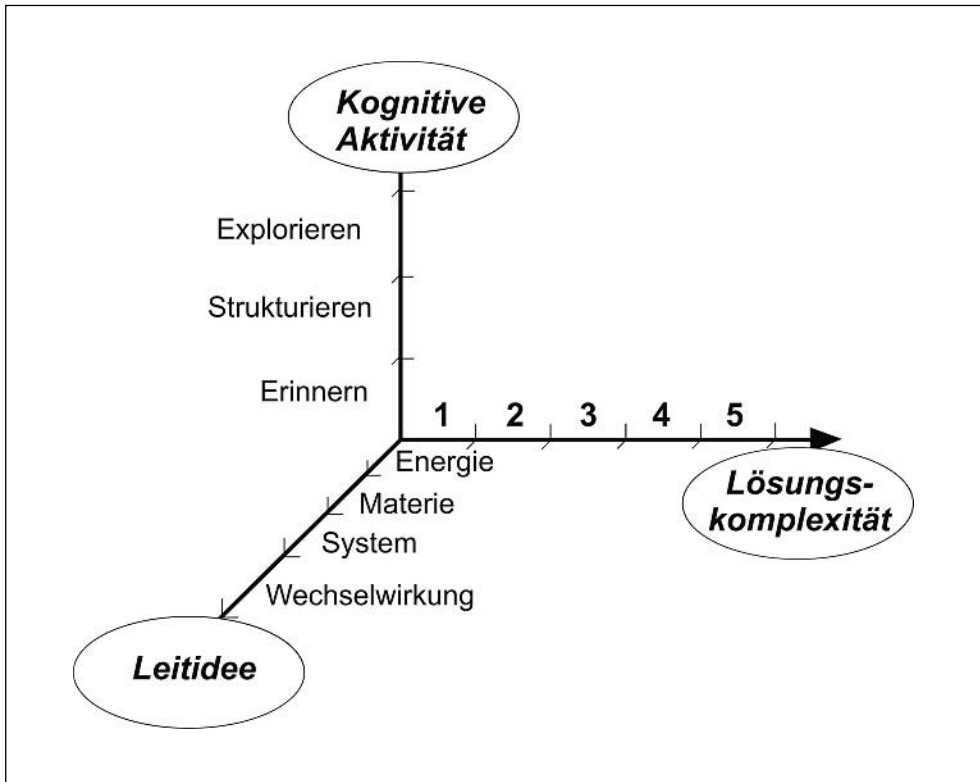 Kognitive
Aktivität
Explorieren
Strukturieren
Erinnern
1 2 3 4 5
Energie
Materie
System
Wechselwirkung
Lösungs-
komplexität
Leitidee